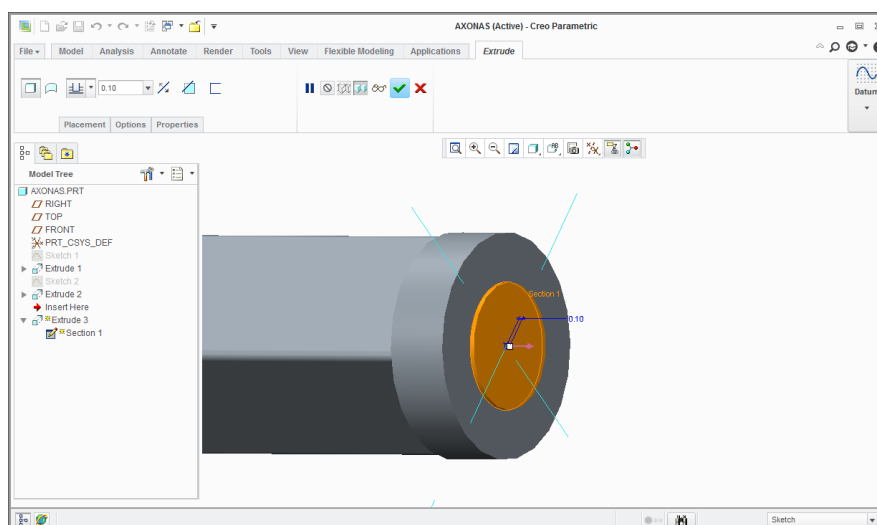 AXONAS (Active) - Creo Parametric
File Model Analysis Annotate Render Tools View Flexible Modeling Applications Extrude
0.10
Datum
Placement Options Properties
Model Tree
AXONAS.PRT
RIGHT
TOP
FRONT
PRT_CSYS_DEF
Sketch 1
Extrude 1
Sketch 2
Extrude 2
Insert Here
Extrude 3
Section 1
Section 1
0.10
Sketch